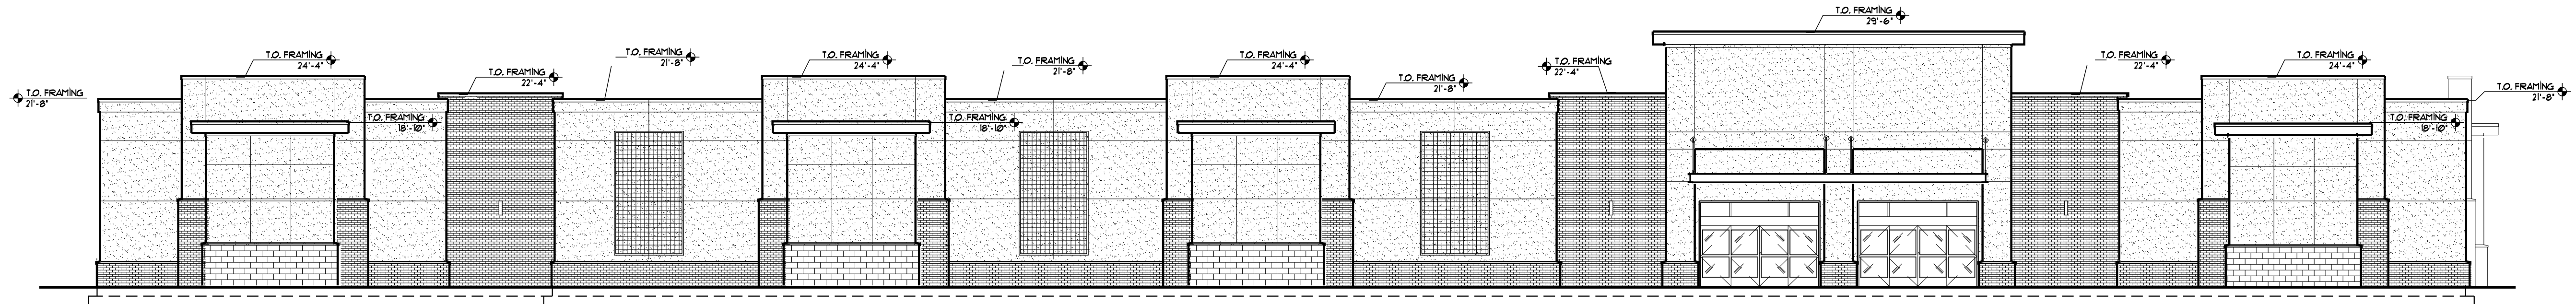 T.O. FRAMING
29'-6"
T.O. FRAMING
24'-4"
T.O. FRAMING
22'-4"
T.O. FRAMING
21'-8"
T.O. FRAMING
24'-4"
T.O. FRAMING
21'-8"
T.O. FRAMING
24'-4"
T.O. FRAMING
21'-8"
T.O. FRAMING
22'-4"
T.O. FRAMING
22'-4"
T.O. FRAMING
24'-4"
T.O. FRAMING
21'-8"
T.O. FRAMING
21'-8"
T.O. FRAMING
18'-10"
T.O. FRAMING
18'-10"
T.O. FRAMING
18'-10"